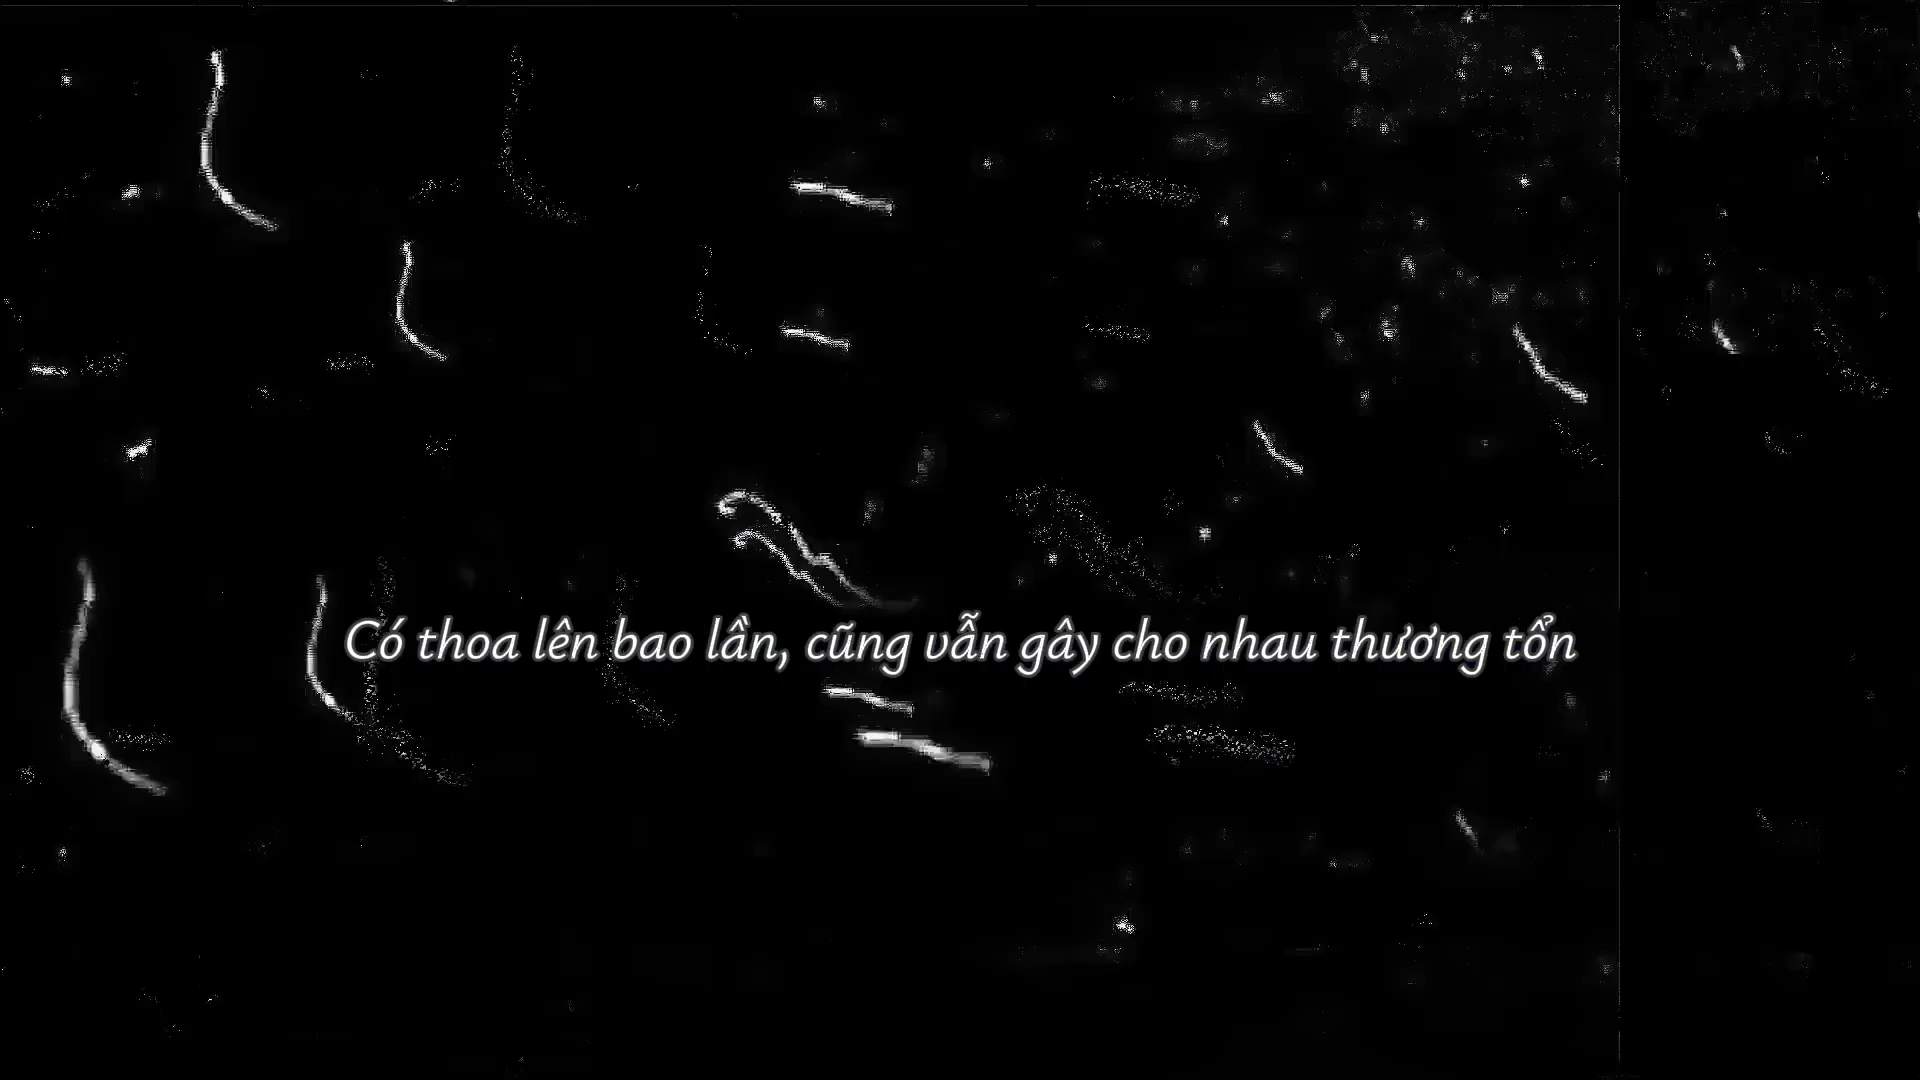 Có thoa lên bao lần, cũng vẫn gây cho nhau thương tổn